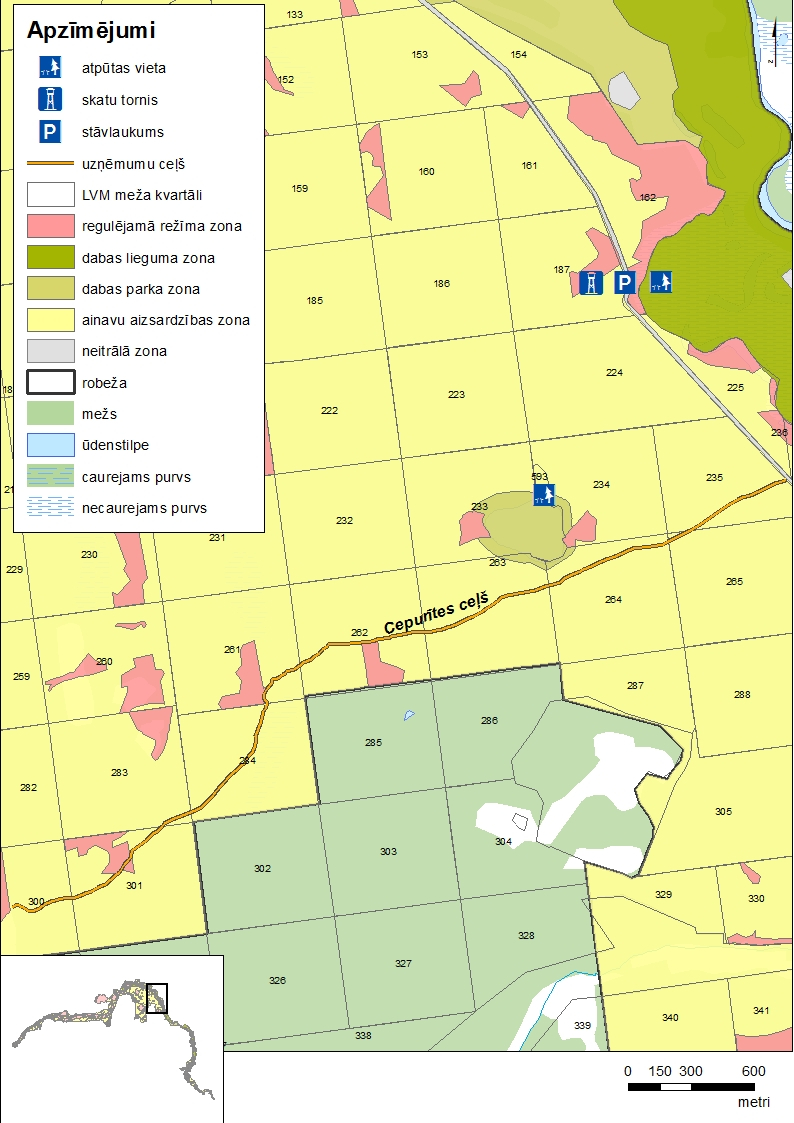 Apzīmējumi
atpūtas vieta
skatu tornis
P
stāvlaukums
uzņēmumu ceļš
LVM meža kvartāli
regulējamā režīma zona
dabas lieguma zona
dabas parka zona
ainavu aizsardzības zona
neitrālā zona
robeža
mežs
ūdenstilpe
caurejams purvs
necaurejams purvs
133
153
154
152
159
160
161
162
185
186
187
P
222
223
224
225
236
593
231
232
233
234
235
229
230
263
264
265
Cepurītes ceļš
259
260
261
262
287
288
282
283
284
285
286
305
300
301
302
303
304
329
330
326
327
328
338
339
340
341
0 150 300 600
metri